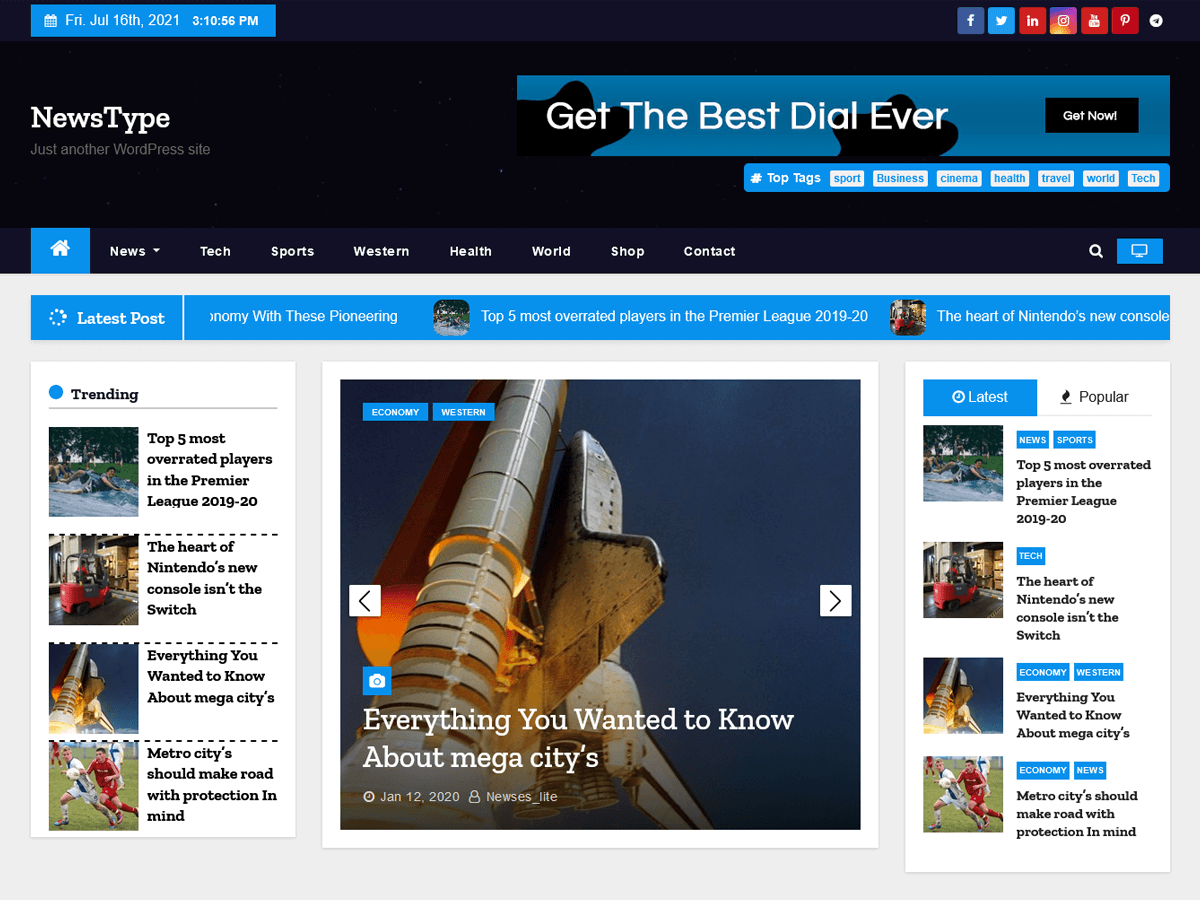 Fri. Jul 16th, 2021 3:10:56 PM
NewsType
Just another WordPress site
Get The Best Dial Ever
Get Now!
# Top Tags sport Business cinema health travel world Tech
News Tech Sports Western Health World Shop Contact
Latest Post
onomy With These Pioneering
Top 5 most overrated players in the Premier League 2019-20
The heart of Nintendo's new console
Trending
Top 5 most
overrated players
in the Premier
League 2019-20
The heart of
Nintendo's new
console isn't the
Switch
Everything You
Wanted to Know
About mega city's
Metro city's
should make road
with protection In
mind
ECONOMY WESTERN
Everything You Wanted to Know
About mega city's
Jan 12, 2020 Newses_lite
Latest Popular
NEWS SPORTS
Top 5 most overrated
players in the
Premier League
2019-20
TECH
The heart of
Nintendo's new
console isn't the
Switch
ECONOMY WESTERN
Everything You
Wanted to Know
About mega city's
ECONOMY NEWS
Metro city's should
make road with
protection In mind